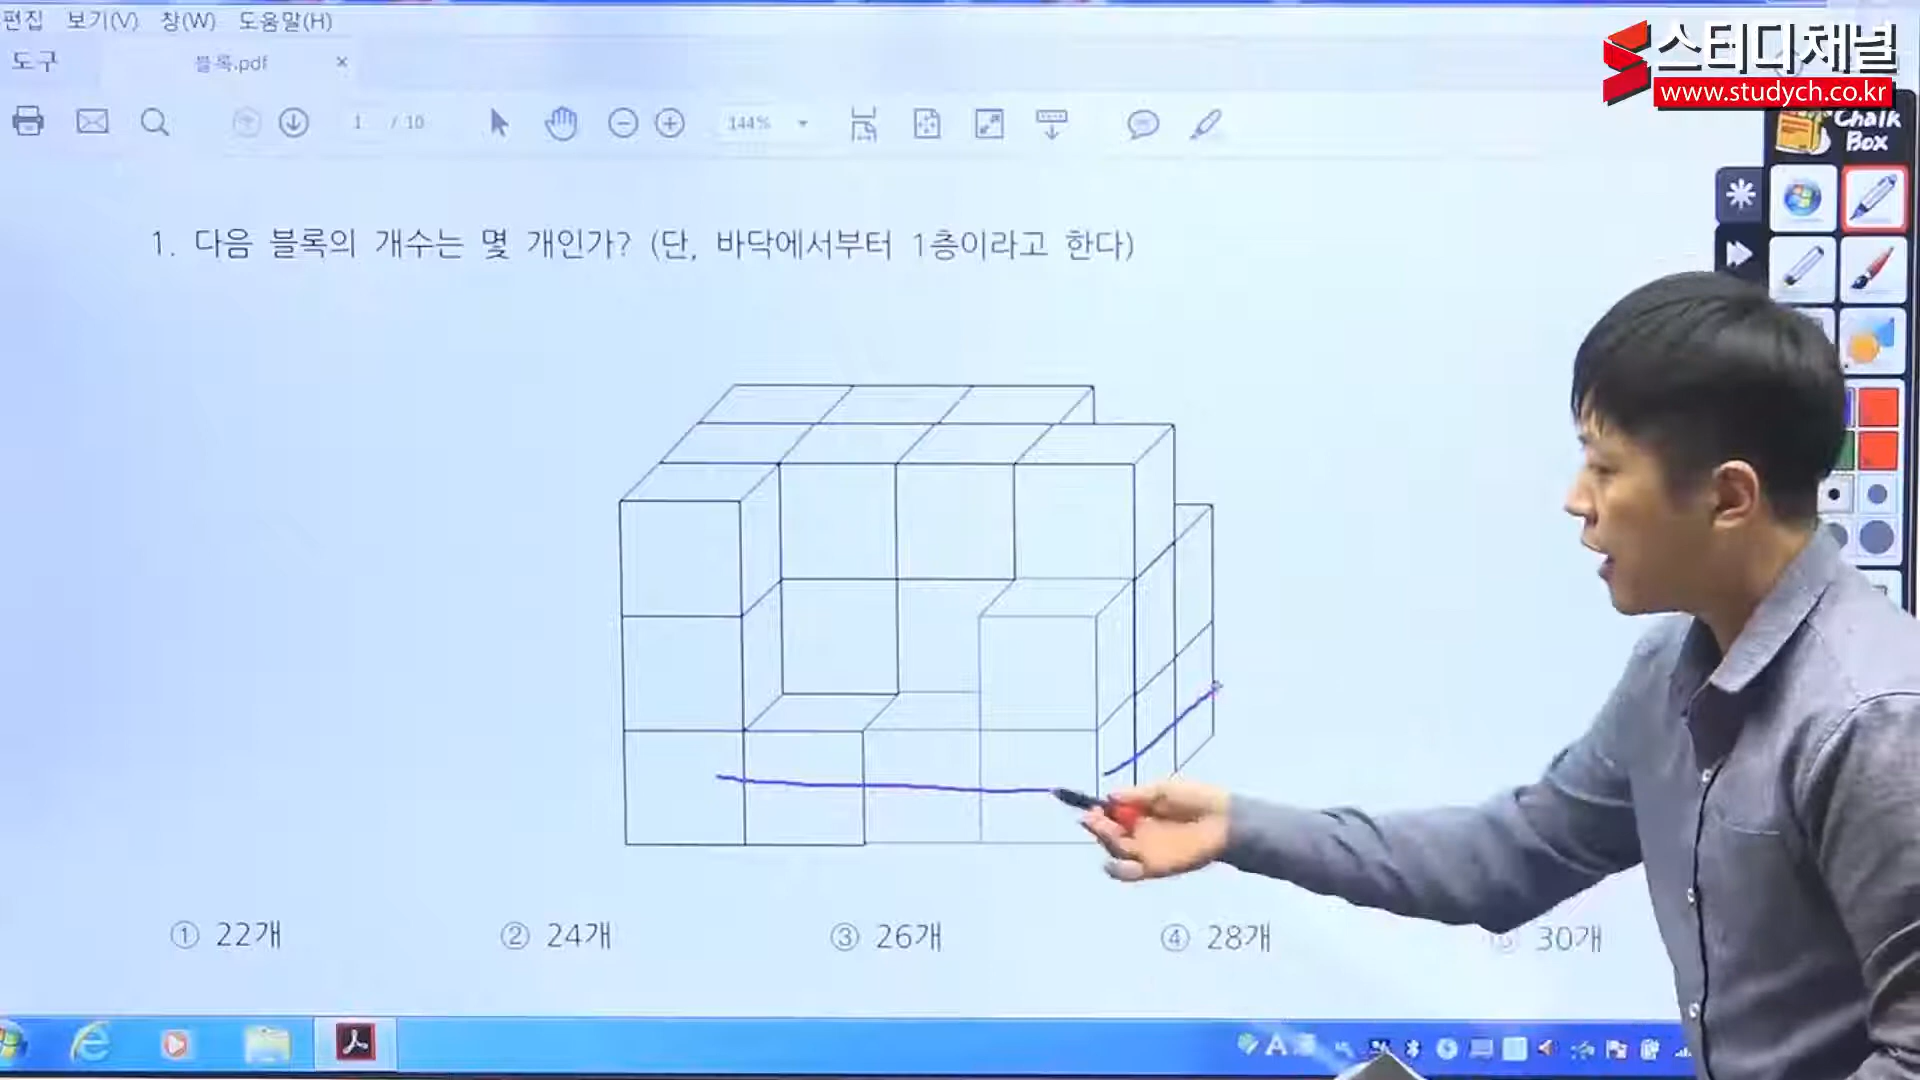 편집 보기(V) 창(W) 도움말(H)
스터디채널
www.studych.co.kr
도구 블록.pdf ×
1 / 10 144%
Chalk
Box
1. 다음 블록의 개수는 몇 개인가? (단, 바닥에서부터 1층이라고 한다)
① 22개 ② 24개 ③ 26개 ④ 28개 ⑤ 30개
A